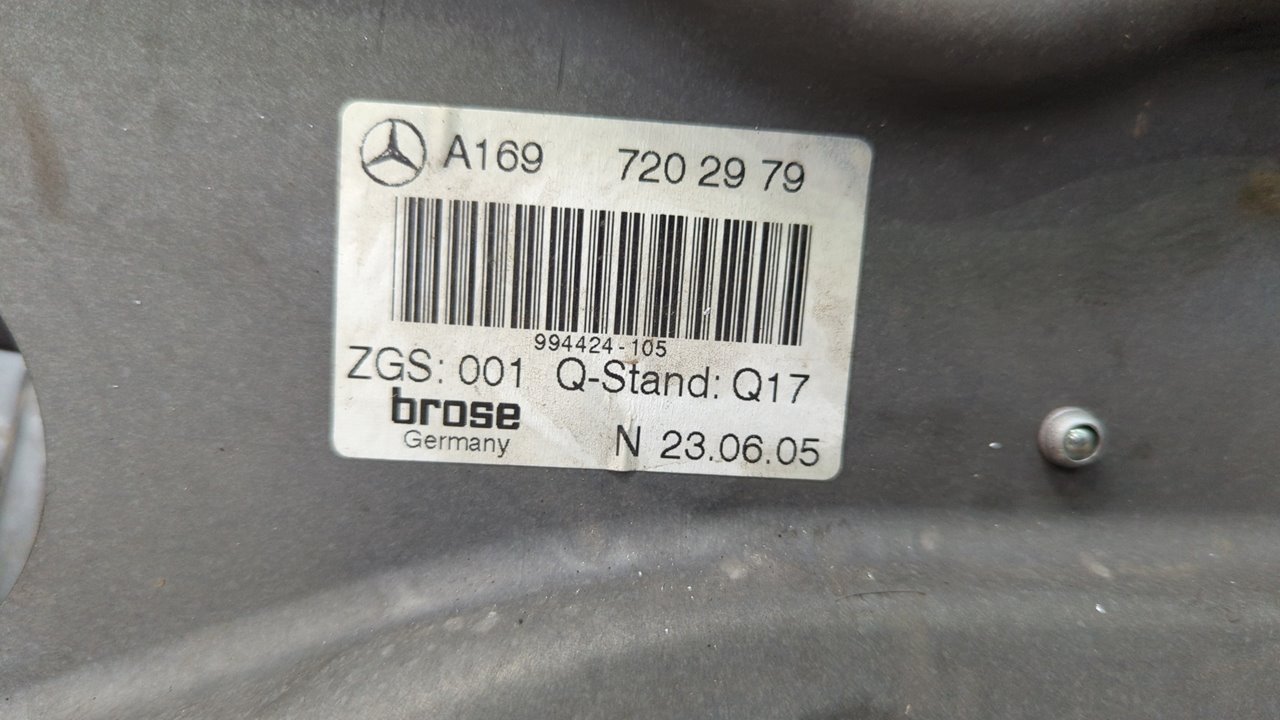 A169 720 29 79
994424-105
ZGS: 001 Q-Stand: Q17
brose
Germany
N 23.06.05